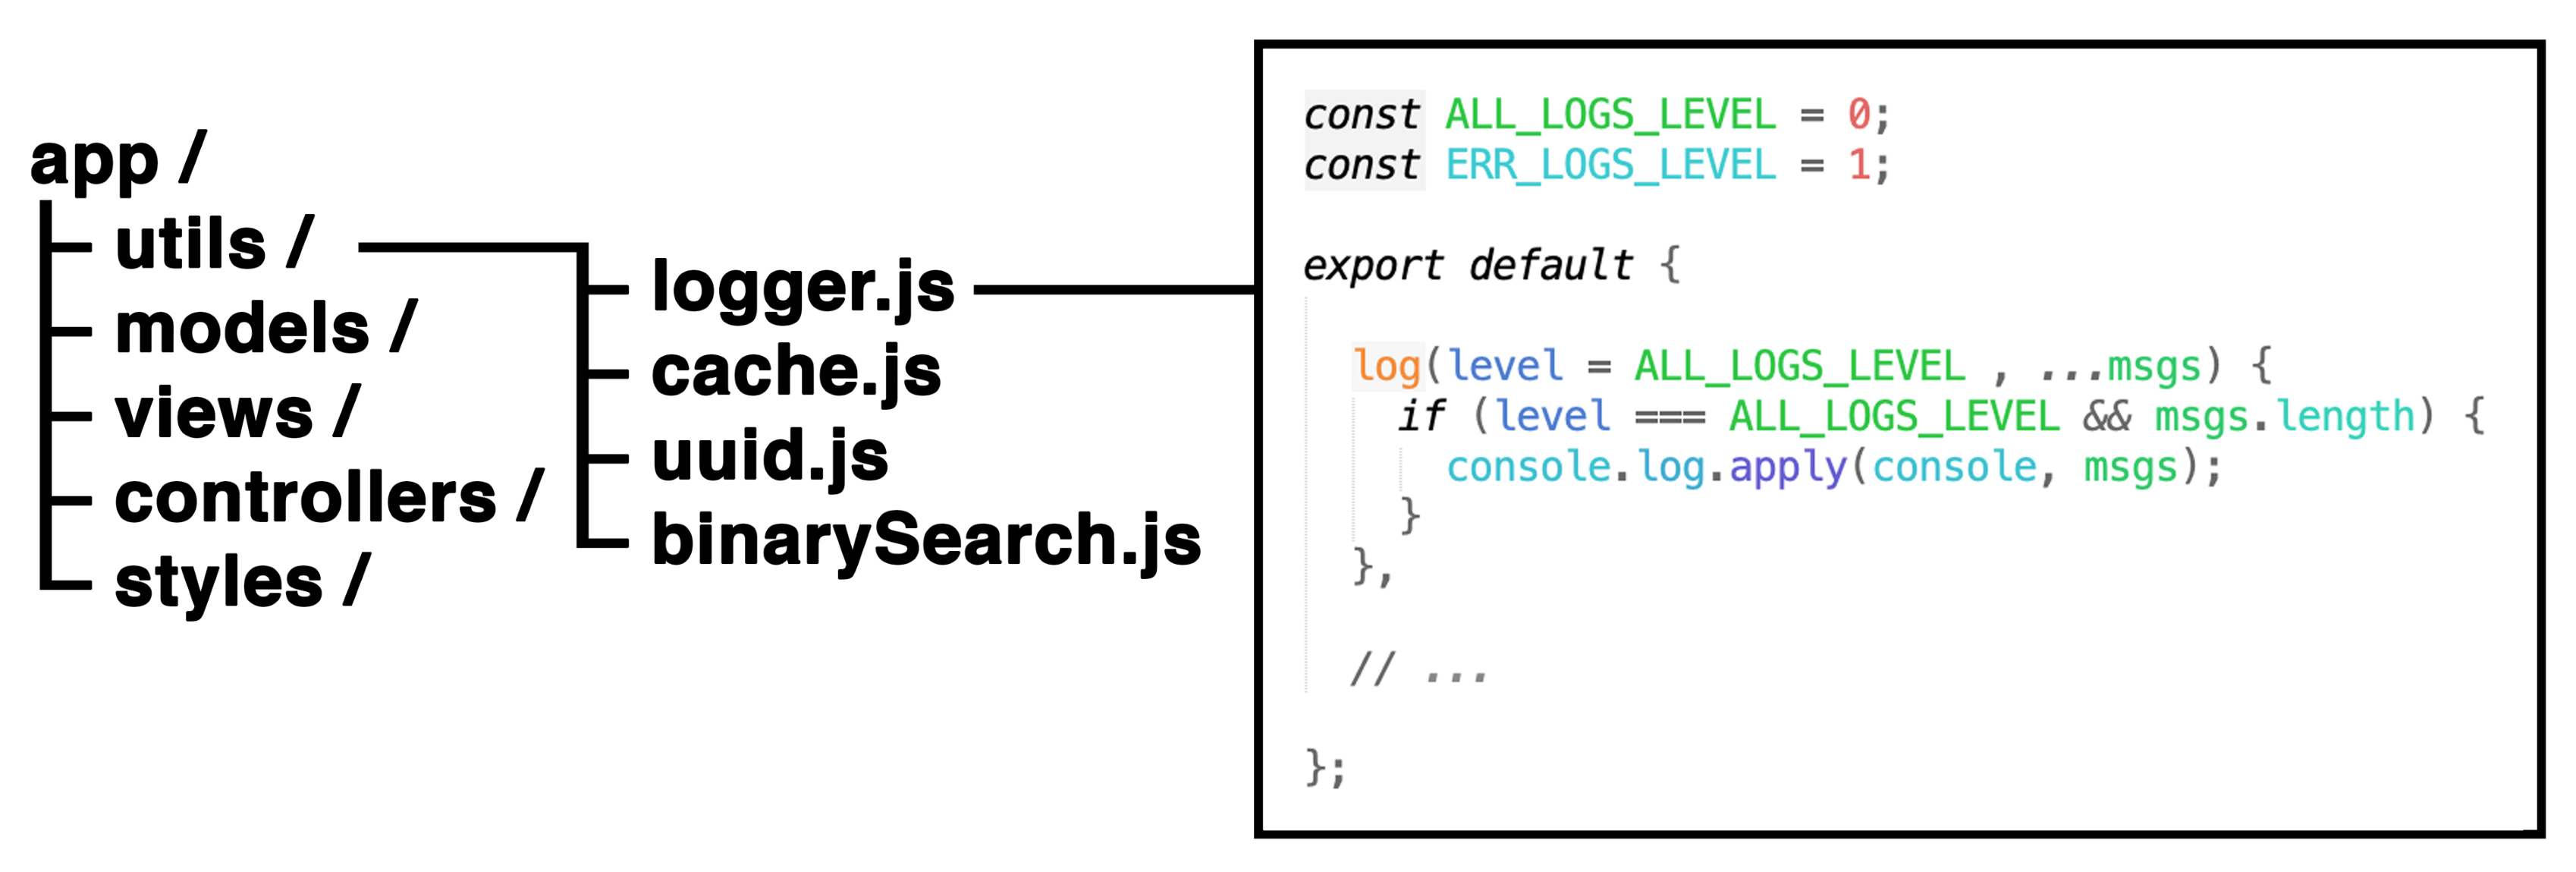 app /
utils /
models /
views /
controllers /
styles /
logger.js
cache.js
uuid.js
binarySearch.js
const ALL_LOGS_LEVEL = 0;
const ERR_LOGS_LEVEL = 1;
export default {
log(level = ALL_LOGS_LEVEL , ...msgs) {
if (level === ALL_LOGS_LEVEL && msgs.length) {
console.log.apply(console, msgs);
}
},
// ...
};